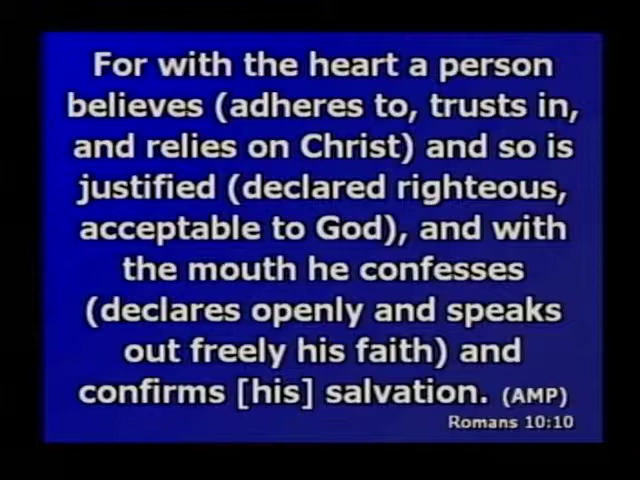 For with the heart a person
believes (adheres to, trusts in,
and relies on Christ) and so is
justified (declared righteous,
acceptable to God), and with
the mouth he confesses
(declares openly and speaks
out freely his faith) and
confirms [his] salvation. (AMP)
Romans 10:10